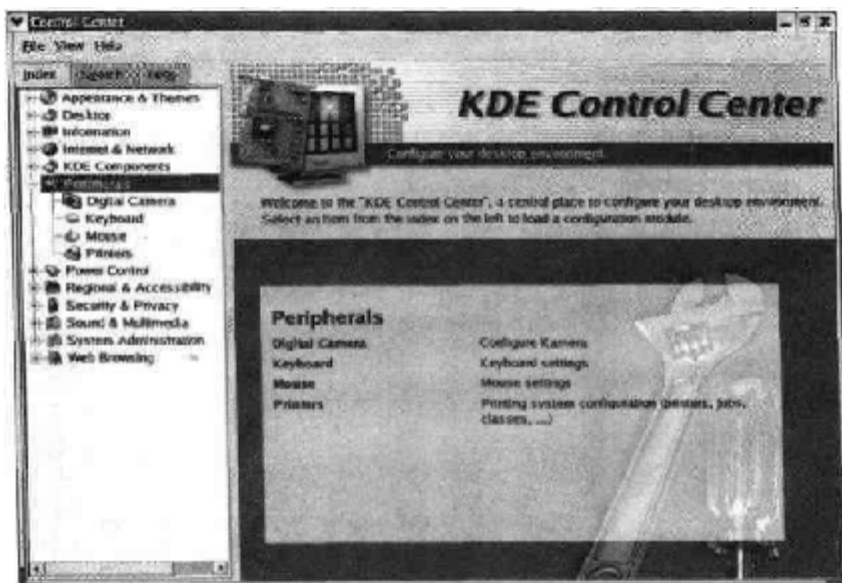 Control Center
File View Help
Index Search Help
Appearance & Themes
Desktop
Information
Internet & Network
KDE Components
Peripherals
Digital Camera
Keyboard
Mouse
Printers
Power Control
Regional & Accessibility
Security & Privacy
Sound & Multimedia
System Administration
Web Browsing
KDE Control Center
Configure your desktop environment.
Welcome to the "KDE Control Center", a central place to configure your desktop environment.
Select an item from the index on the left to load a configuration module.
Peripherals
Digital Camera Configure Kamera
Keyboard Keyboard settings
Mouse Mouse settings
Printers Printing system configuration (printers, jobs,
classes, ...)